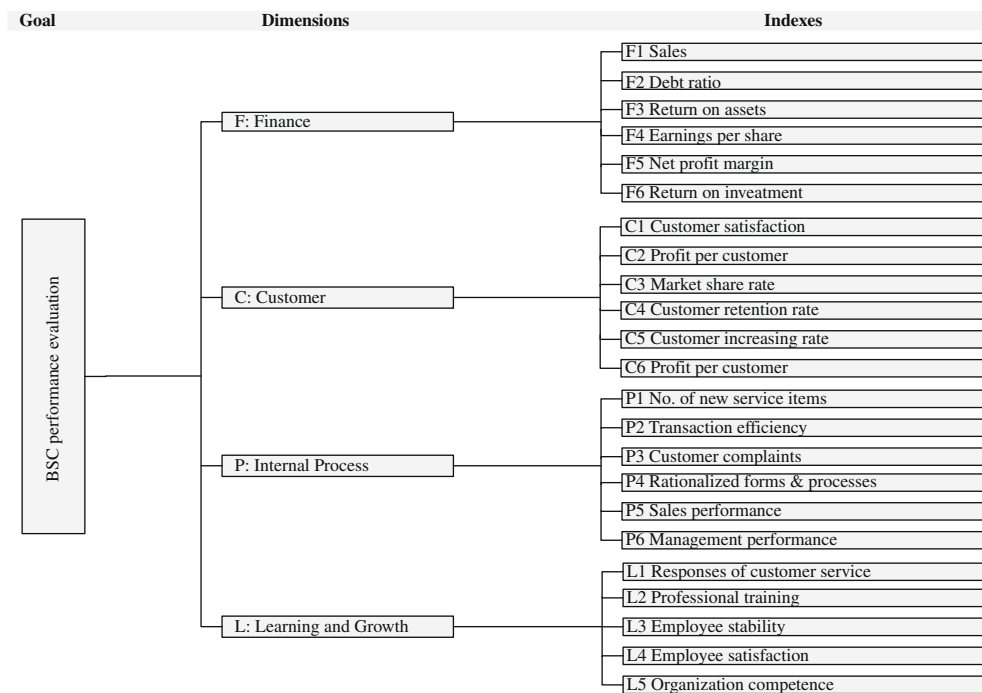 Goal Dimensions Indexes
BSC performance evaluation
F: Finance
F1 Sales
F2 Debt ratio
F3 Return on assets
F4 Earnings per share
F5 Net profit margin
F6 Return on inveatment
C: Customer
C1 Customer satisfaction
C2 Profit per customer
C3 Market share rate
C4 Customer retention rate
C5 Customer increasing rate
C6 Profit per customer
P: Internal Process
P1 No. of new service items
P2 Transaction efficiency
P3 Customer complaints
P4 Rationalized forms & processes
P5 Sales performance
P6 Management performance
L: Learning and Growth
L1 Responses of customer service
L2 Professional training
L3 Employee stability
L4 Employee satisfaction
L5 Organization competence